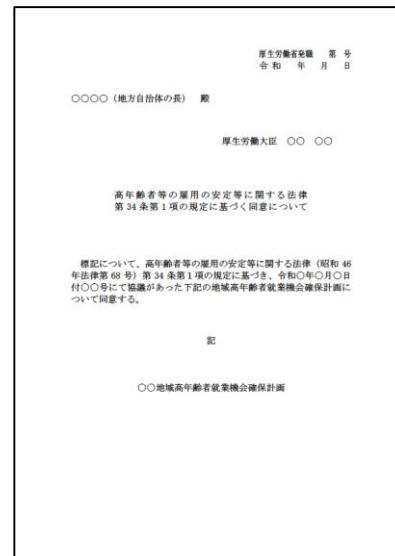 厚生労働省発職 第 号
令和 年 月 日
○○○○(地方自治体の長) 殿
厚生労働大臣 ○○ ○○
高年齢者等の雇用の安定等に関する法律
第34条第1項の規定に基づく同意について
標記について、高年齢者等の雇用の安定等に関する法律(昭和46
年法律第68号)第34条第1項の規定に基づき、令和○年○月○日
付○○号にて協議があった下記の地域高年齢者就業機会確保計画に
ついて同意する。
記
○○地域高年齢者就業機会確保計画